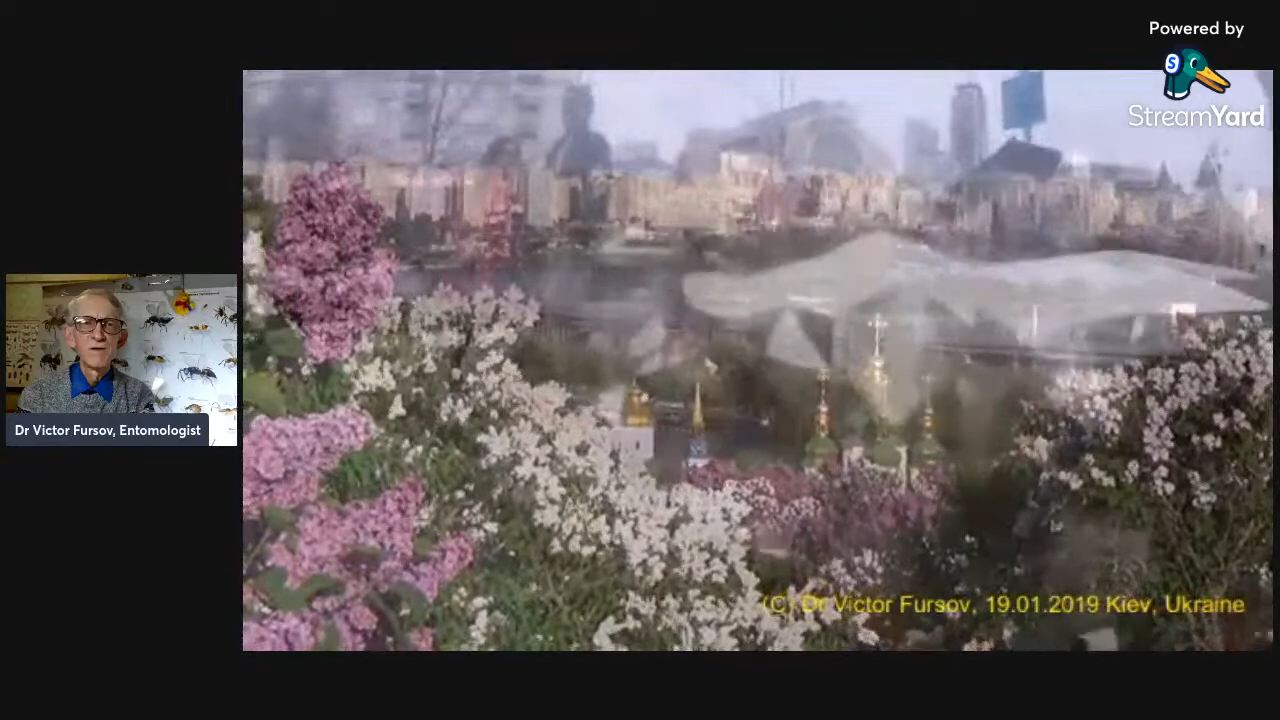 Powered by
StreamYard
Dr Victor Fursov, Entomologist
(C) Dr Victor Fursov, 19.01.2019 Kiev, Ukraine